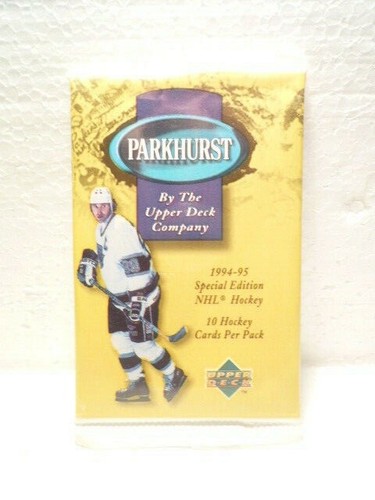 PARKHURST
By The
Upper Deck
Company
1994-95
Special Edition
NHL® Hockey
10 Hockey
Cards Per Pack
UPPER
DECK
™